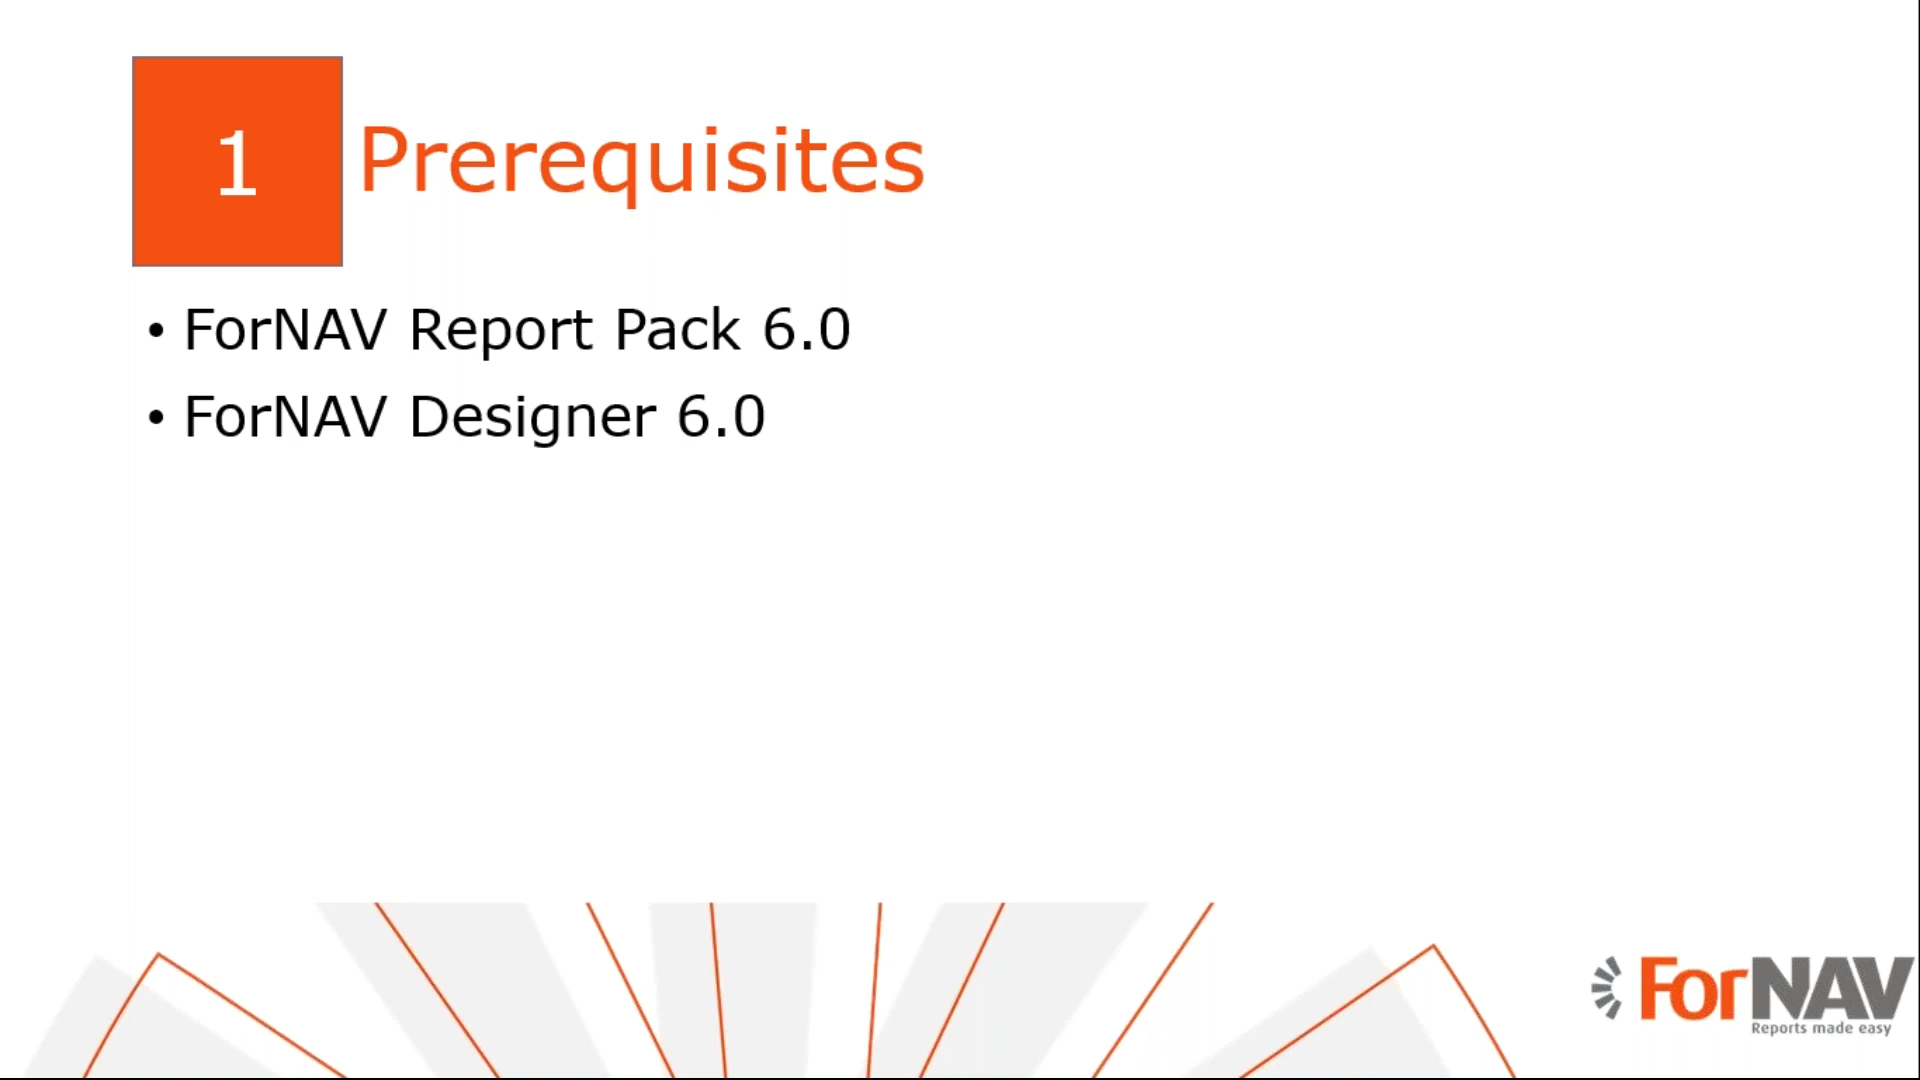 1 Prerequisites
• ForNAV Report Pack 6.0
• ForNAV Designer 6.0
ForNAV
Reports made easy